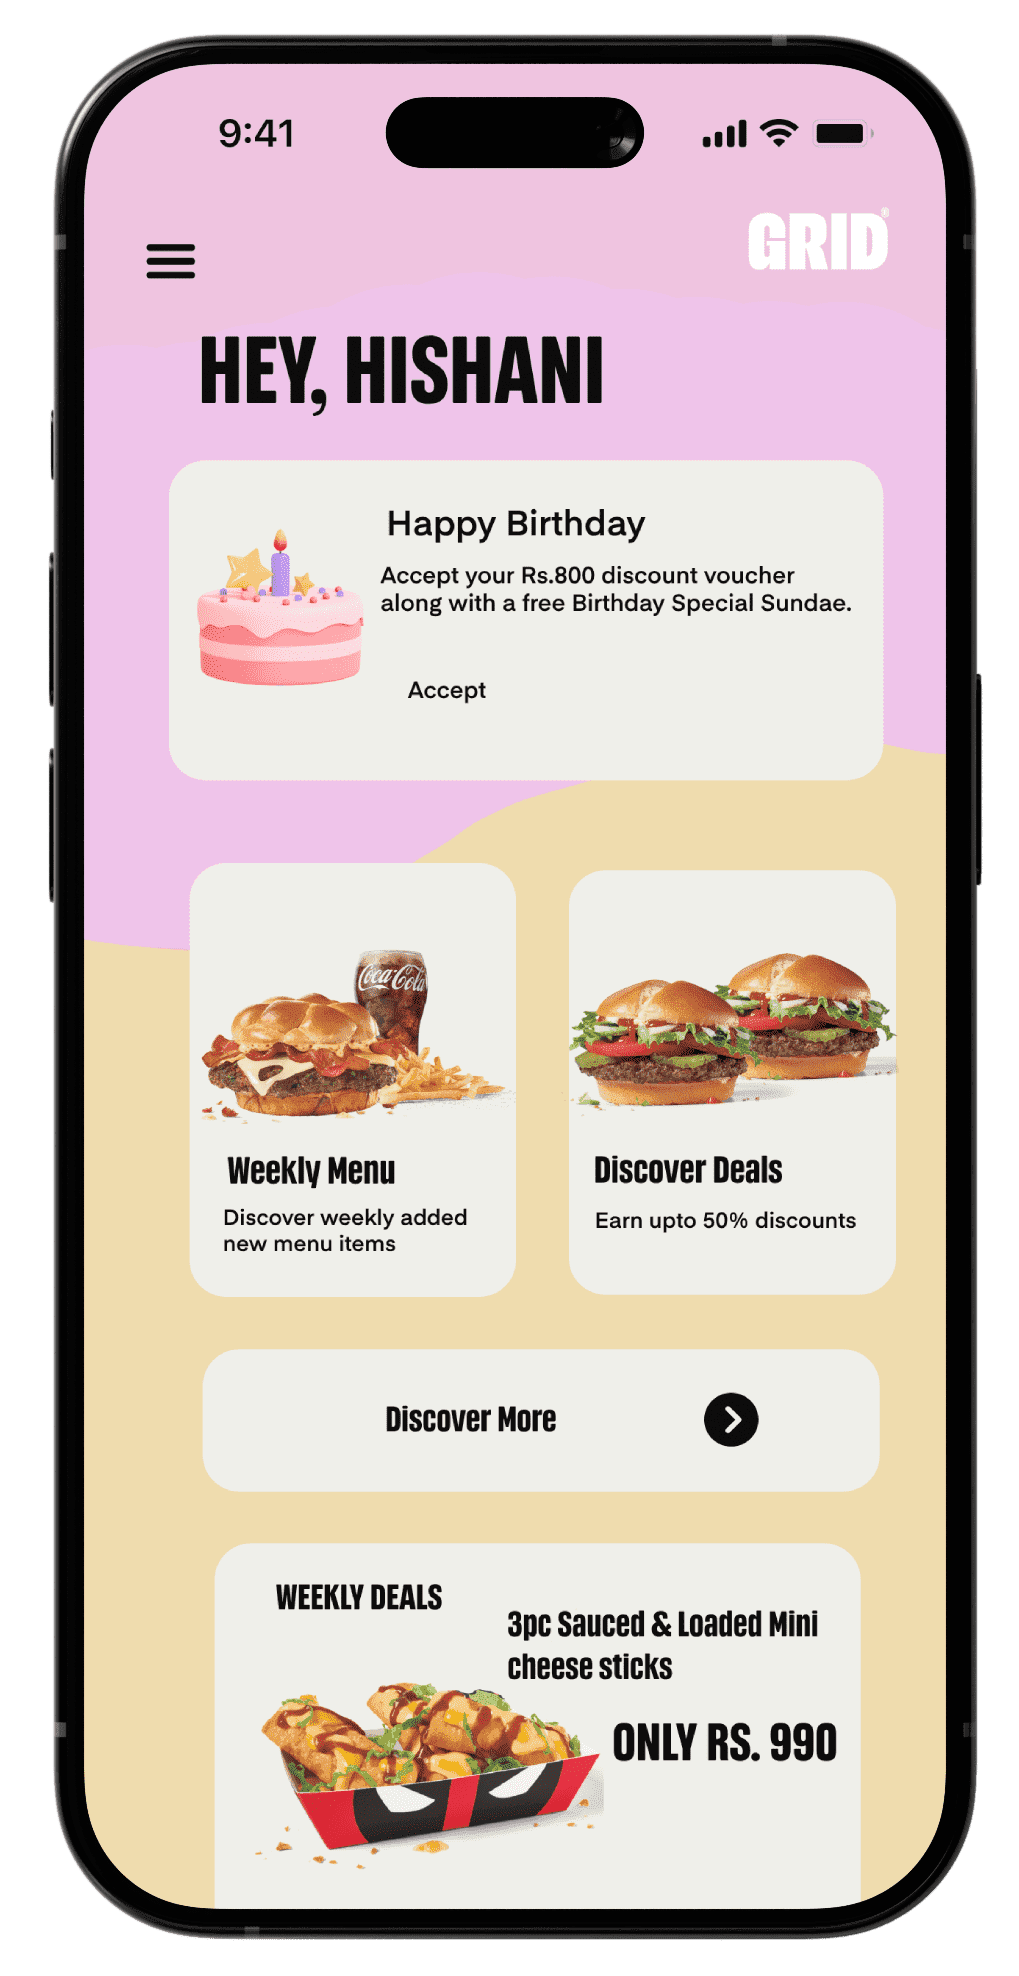 9:41
GRID®
HEY, HISHANI
Happy Birthday
Accept your Rs.800 discount voucher
along with a free Birthday Special Sundae.
Accept
Coca-Cola
Weekly Menu
Discover weekly added
new menu items
Discover Deals
Earn upto 50% discounts
Discover More
WEEKLY DEALS
3pc Sauced & Loaded Mini
cheese sticks
ONLY RS. 990